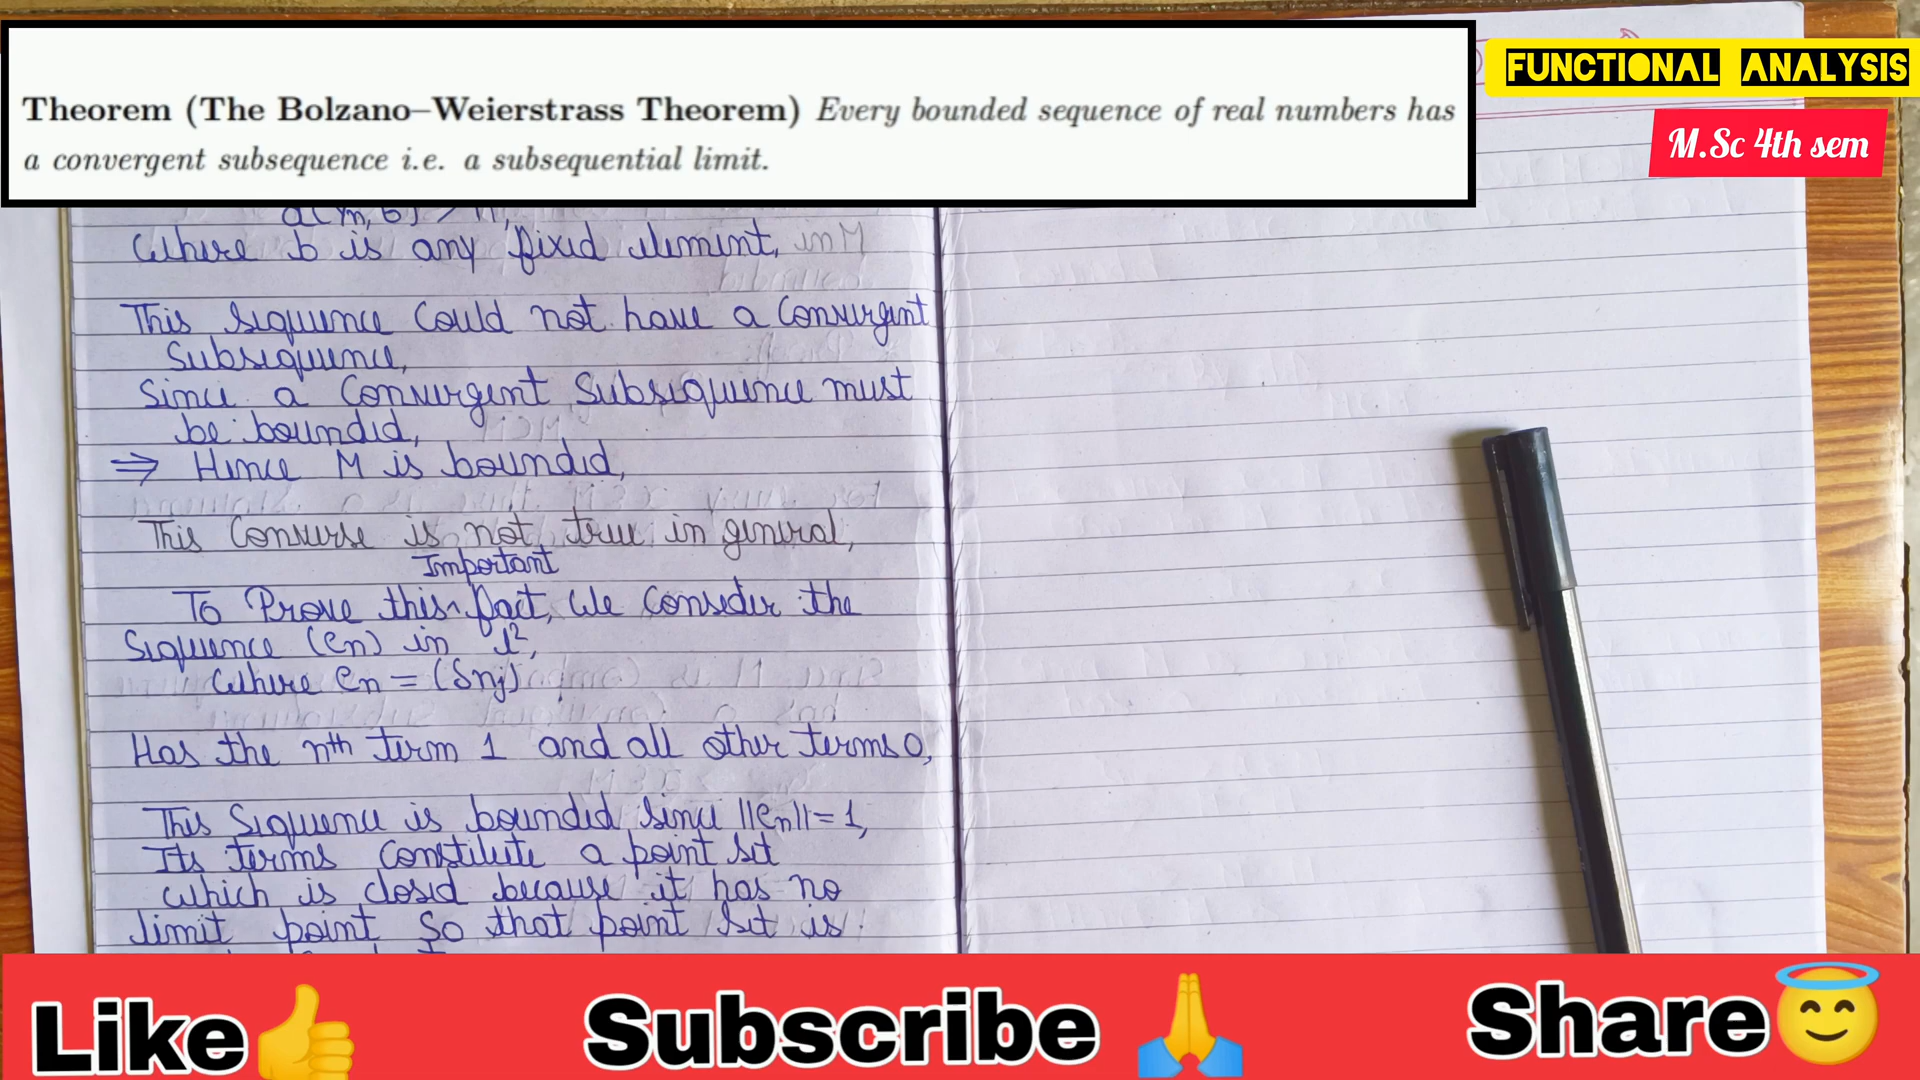 Theorem (The Bolzano–Weierstrass Theorem) Every bounded sequence of real numbers has
a convergent subsequence i.e. a subsequential limit.
FUNCTIONAL ANALYSIS
M.Sc 4th sem
where b is any fixed element, in M
This sequence could not have a Convergent
Subsequence,
Since a Convergent Subsequence must
be bounded,
⇒ Hence M is bounded,
This Converse is not true in general,
Important
To Prove this^ Fact, We Conseder the
Sequence (en) in l²,
where en = (δnj)
Has the nth term 1 and all other terms 0,
This Sequence is bounded since ||en|| = 1,
Its terms Constitute a point set
which is closed because it has no
limit point So that point set is
Like👍
Subscribe 🙏
Share😇